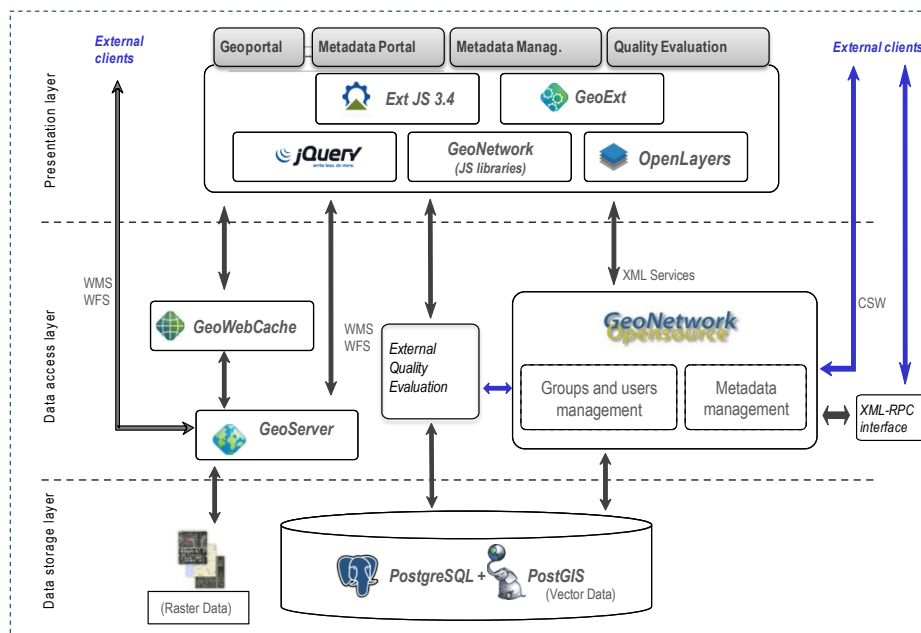 External
clients
Geoportal
Metadata Portal
Metadata Manag.
Quality Evaluation
External clients
Presentation layer
Ext JS 3.4
GeoExt
jQuery
write less, do more.
GeoNetwork
(JS libraries)
OpenLayers
WMS
WFS
XML Services
CSW
Data access layer
GeoWebCache
WMS
WFS
External
Quality
Evaluation
GeoNetwork
Opensource
Groups and users
management
Metadata
management
XML-RPC
interface
GeoServer
Data storage layer
(Raster Data)
PostgreSQL +
PostGIS
(Vector Data)